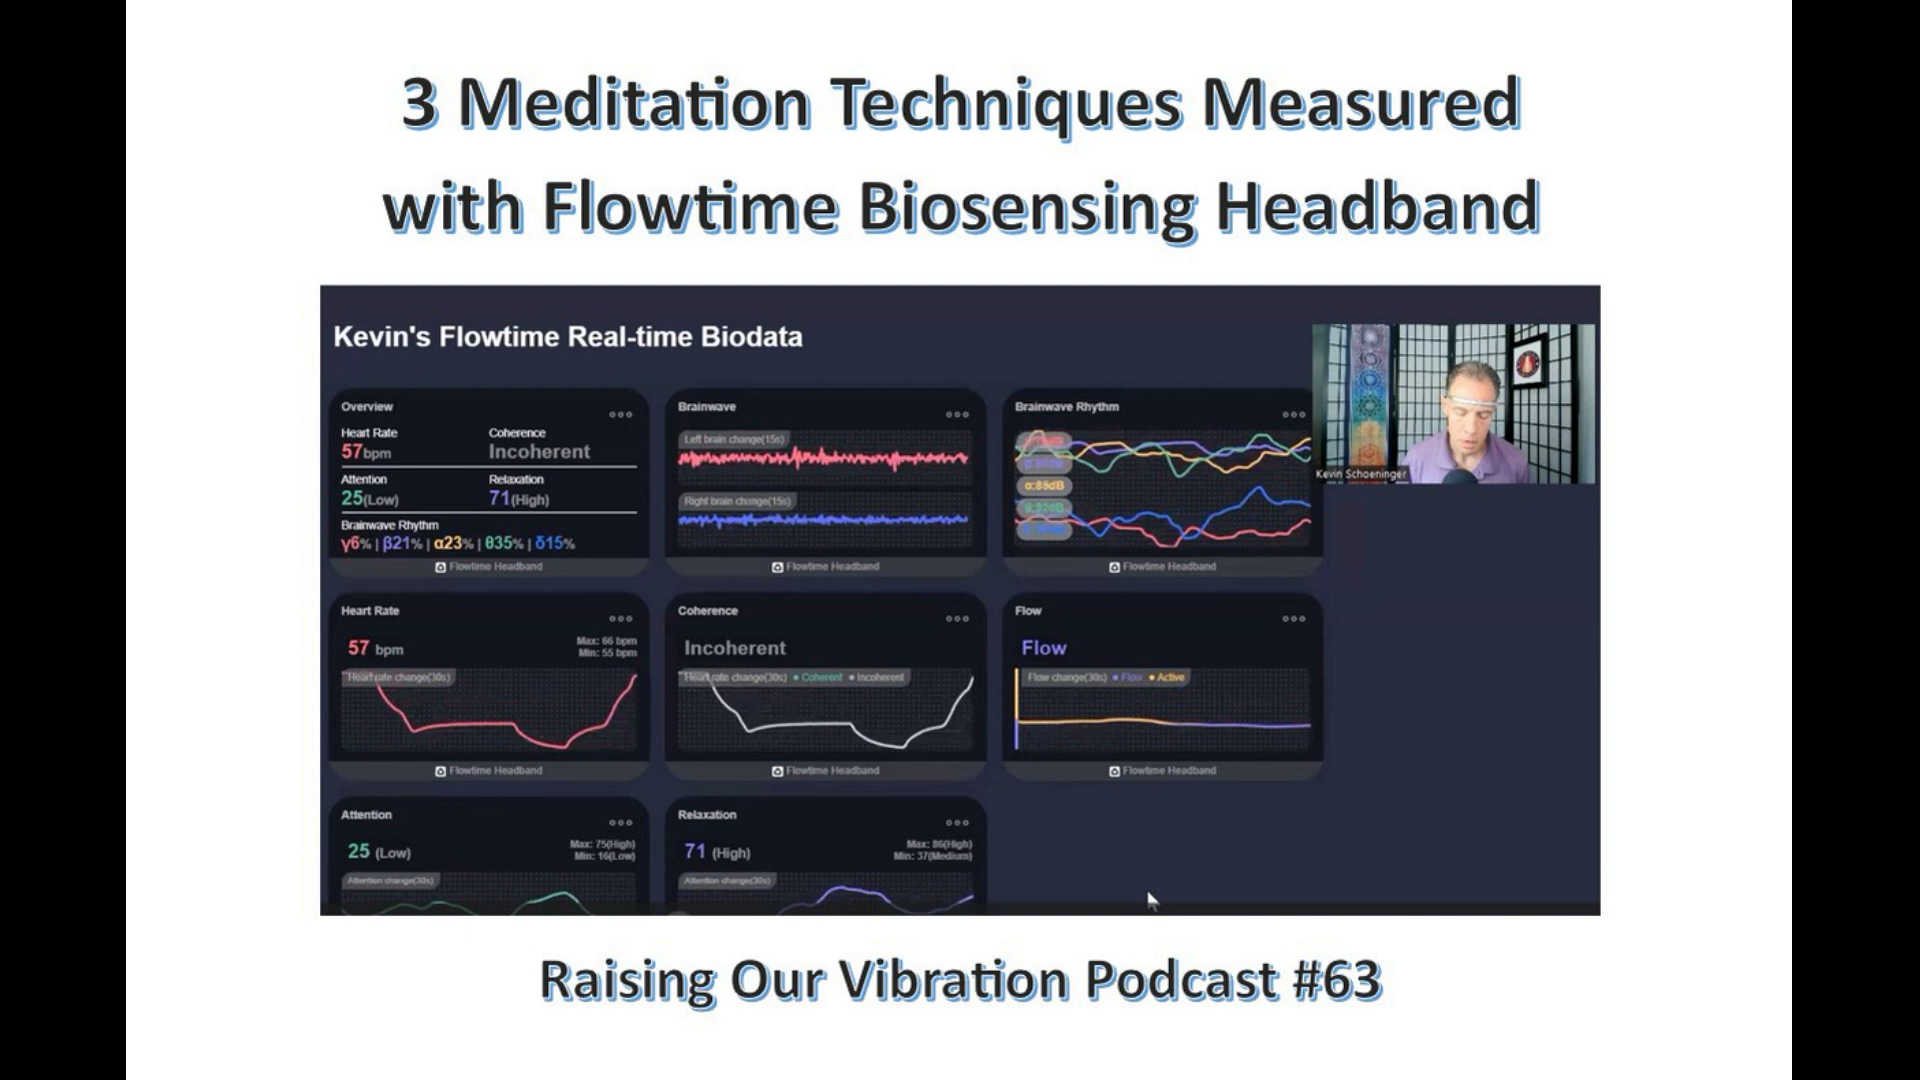 3 Meditation Techniques Measured
with Flowtime Biosensing Headband
Kevin's Flowtime Real-time Biodata
Overview
Heart Rate
57bpm
Coherence
Incoherent
Attention
25(Low)
Relaxation
71(High)
Brainwave Rhythm
γ6% | β21% | α23% | θ35% | δ15%
Flowtime Headband
Brainwave
Left brain change(15s)
Right brain change(15s)
Flowtime Headband
Brainwave Rhythm
α:89dB
Flowtime Headband
Kevin Schoeninger
Heart Rate
57 bpm
Max: 66 bpm
Min: 55 bpm
Heart rate change(30s)
Flowtime Headband
Coherence
Incoherent
Heart rate change(30s) • Coherent • Incoherent
Flowtime Headband
Flow
Flow
Flow change(30s) • Flow • Active
Flowtime Headband
Attention
25 (Low)
Max: 75(High)
Min: 16(Low)
Attention change(30s)
Relaxation
71 (High)
Max: 86(High)
Min: 37(Medium)
Attention change(30s)
Raising Our Vibration Podcast #63